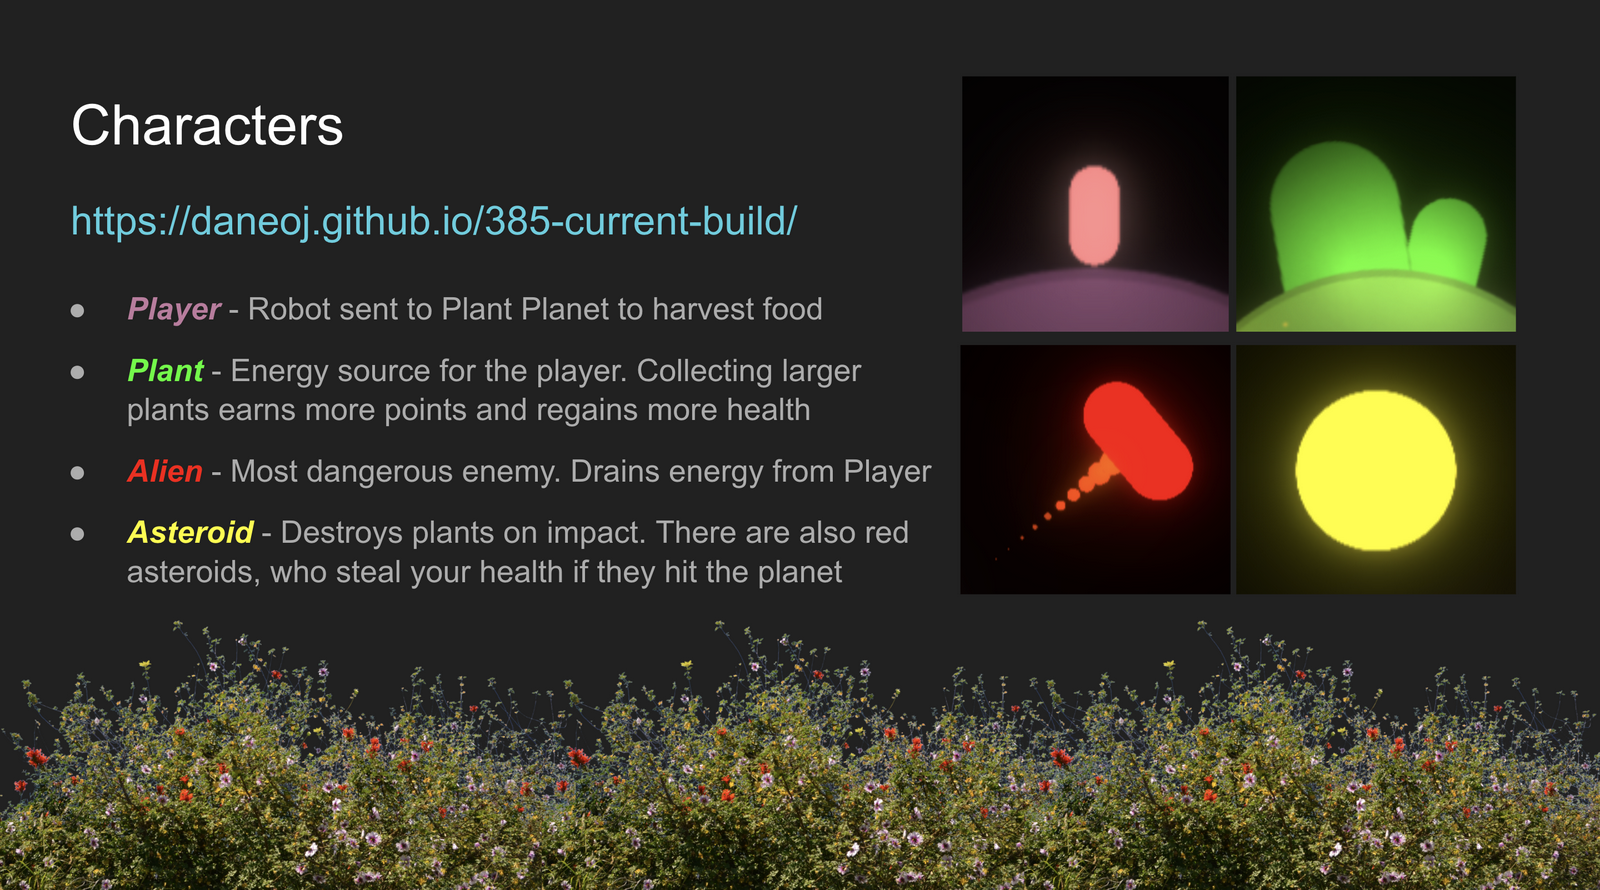 Characters
https://daneoj.github.io/385-current-build/
● Player - Robot sent to Plant Planet to harvest food
● Plant - Energy source for the player. Collecting larger
plants earns more points and regains more health
● Alien - Most dangerous enemy. Drains energy from Player
● Asteroid - Destroys plants on impact. There are also red
asteroids, who steal your health if they hit the planet